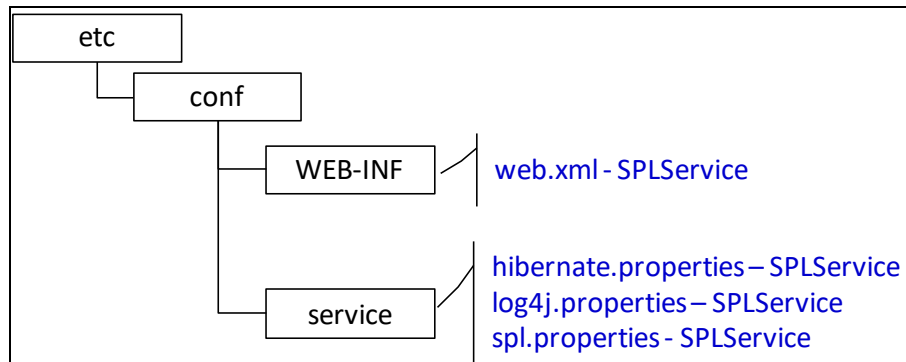 etc
conf
WEB-INF
web.xml - SPLService
hibernate.properties – SPLService
log4j.properties – SPLService
service
spl.properties - SPLService